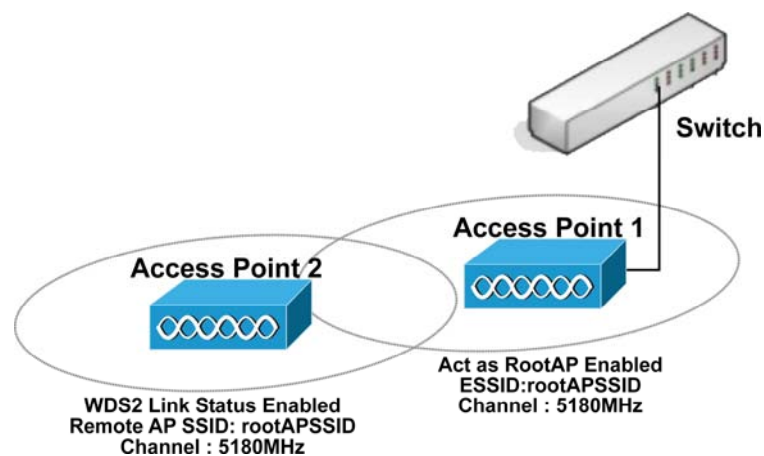 Switch
Access Point 1
Access Point 2
Act as RootAP Enabled
ESSID:rootAPSSID
Channel : 5180MHz
WDS2 Link Status Enabled
Remote AP SSID: rootAPSSID
Channel : 5180MHz